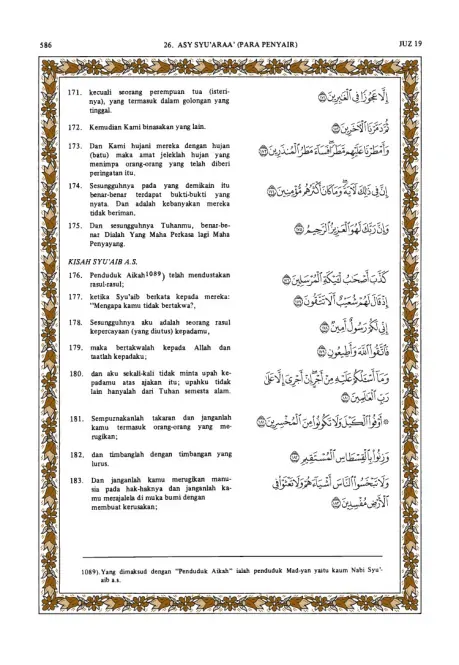 586
26. ASY SYU'ARAA' (PARA PENYAIR)
JUZ 19
171. kecuali seorang perempuan tua (isteri-
nya), yang termasuk dalam golongan yang
tinggal.
إِلَّا عَجُوزًا فِي الْغَابِرِينَ
172. Kemudian Kami binasakan yang lain.
ثُمَّ دَمَّرْنَا الْآخَرِينَ
173. Dan Kami hujani mereka dengan hujan
(batu) maka amat jeleklah hujan yang
menimpa orang-orang yang telah diberi
peringatan itu.
وَأَمْطَرْنَا عَلَيْهِم مَّطَرًا فَسَاءَ مَطَرُ الْمُنذَرِينَ
174. Sesungguhnya pada yang demikain itu
benar-benar terdapat bukti-bukti yang
nyata. Dan adalah kebanyakan mereka
tidak beriman.
إِنَّ فِي ذَٰلِكَ لَآيَةً وَمَا كَانَ أَكْثَرُهُم مُّؤْمِنِينَ
175. Dan sesungguhnya Tuhanmu, benar-be-
nar Dialah Yang Maha Perkasa lagi Maha
Penyayang.
وَإِنَّ رَبَّكَ لَهُوَ الْعَزِيزُ الرَّحِيمُ
KISAH SYU'AIB A.S.
176. Penduduk Aikah1089) telah mendustakan
rasul-rasul;
كَذَّبَ أَصْحَابُ لْـَٔيْكَةِ الْمُرْسَلِينَ
177. ketika Syu'aib berkata kepada mereka:
"Mengapa kamu tidak bertakwa?,
إِذْ قَالَ لَهُمْ شُعَيْبٌ أَلَا تَتَّقُونَ
178. Sesungguhnya aku adalah seorang rasul
kepercayaan (yang diutus) kepadamu,
إِنِّي لَكُمْ رَسُولٌ أَمِينٌ
179. maka bertakwalah kepada Allah dan
taatlah kepadaku;
فَاتَّقُوا اللَّهَ وَأَطِيعُونِ
180. dan aku sekali-kali tidak minta upah ke-
padamu atas ajakan itu; upahku tidak
lain hanyalah dari Tuhan semesta alam.
وَمَا أَسْأَلُكُمْ عَلَيْهِ مِنْ أَجْرٍ إِنْ أَجْرِيَ إِلَّا عَلَىٰ
رَبِّ الْعَالَمِينَ
181. Sempurnakanlah takaran dan janganlah
kamu termasuk orang-orang yang me-
rugikan;
أَوْفُوا الْكَيْلَ وَلَا تَكُونُوا مِنَ الْمُخْسِرِينَ
182. dan timbanglah dengan timbangan yang
lurus.
وَزِنُوا بِالْقِسْطَاسِ الْمُسْتَقِيمِ
183. Dan janganlah kamu merugikan manu-
sia pada hak-haknya dan janganlah ka-
mu merajalela di muka bumi dengan
membuat kerusakan;
وَلَا تَبْخَسُوا النَّاسَ أَشْيَاءَهُمْ وَلَا تَعْثَوْا فِي
الْأَرْضِ مُفْسِدِينَ
1089). Yang dimaksud dengan "Penduduk Aikah" ialah penduduk Mad-yan yaitu kaum Nabi Syu'-
aib a.s.